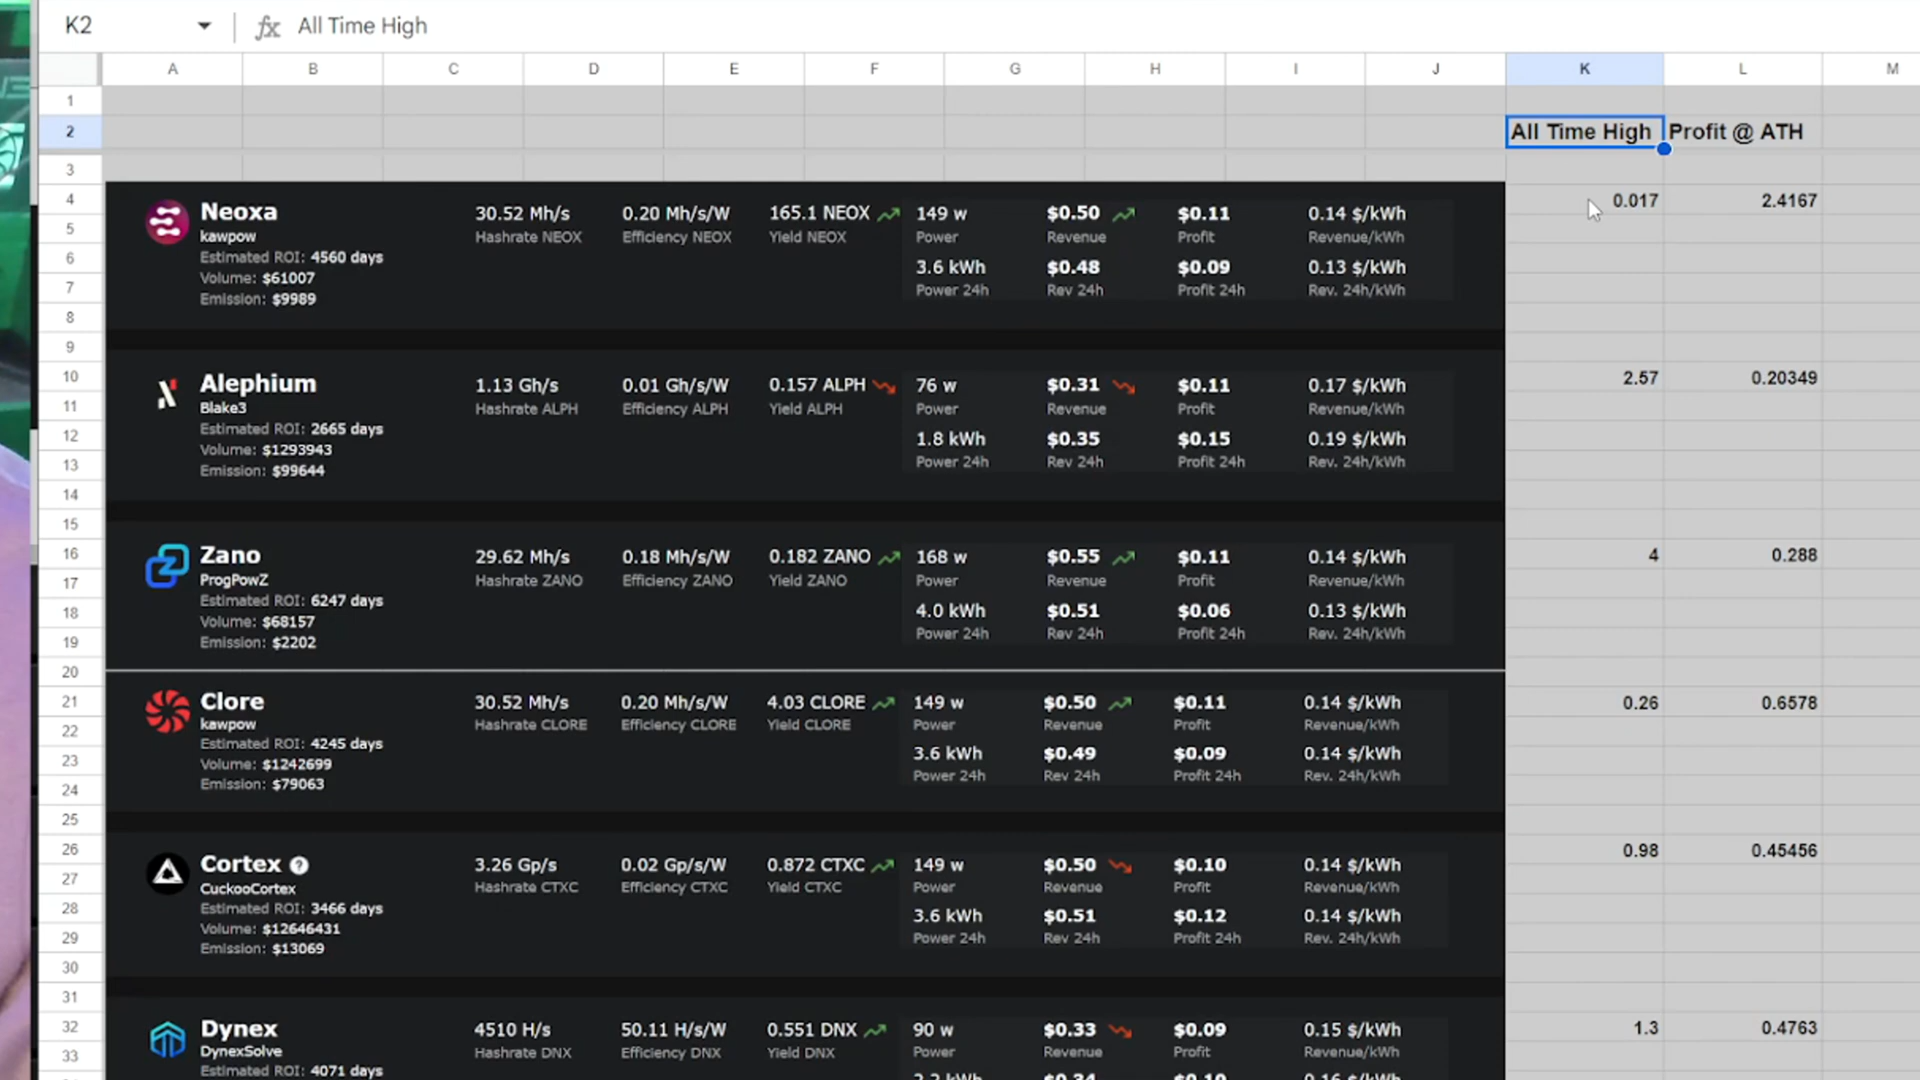 K2 fx All Time High
A B C D E F G H I J K L M
1
2 All Time High Profit @ ATH
3
4 Neoxa 30.52 Mh/s 0.20 Mh/s/W 165.1 NEOX 149 w $0.50 $0.11 0.14 $/kWh 0.017 2.4167
5 kawpow Hashrate NEOX Efficiency NEOX Yield NEOX Power Revenue Profit Revenue/kWh
6 Estimated ROI: 4560 days 3.6 kWh $0.48 $0.09 0.13 $/kWh
7 Volume: $61007 Power 24h Rev 24h Profit 24h Rev. 24h/kWh
Emission: $9989
8
9
10 Alephium 1.13 Gh/s 0.01 Gh/s/W 0.157 ALPH 76 w $0.31 $0.11 0.17 $/kWh 2.57 0.20349
11 Blake3 Hashrate ALPH Efficiency ALPH Yield ALPH Power Revenue Profit Revenue/kWh
12 Estimated ROI: 2665 days 1.8 kWh $0.35 $0.15 0.19 $/kWh
13 Volume: $1293943 Power 24h Rev 24h Profit 24h Rev. 24h/kWh
Emission: $99644
14
15
16 Zano 29.62 Mh/s 0.18 Mh/s/W 0.182 ZANO 168 w $0.55 $0.11 0.14 $/kWh 4 0.288
17 ProgPowZ Hashrate ZANO Efficiency ZANO Yield ZANO Power Revenue Profit Revenue/kWh
18 Estimated ROI: 6247 days 4.0 kWh $0.51 $0.06 0.13 $/kWh
19 Volume: $68157 Power 24h Rev 24h Profit 24h Rev. 24h/kWh
Emission: $2202
20
21 Clore 30.52 Mh/s 0.20 Mh/s/W 4.03 CLORE 149 w $0.50 $0.11 0.14 $/kWh 0.26 0.6578
22 kawpow Hashrate CLORE Efficiency CLORE Yield CLORE Power Revenue Profit Revenue/kWh
23 Estimated ROI: 4245 days 3.6 kWh $0.49 $0.09 0.14 $/kWh
24 Volume: $1242699 Power 24h Rev 24h Profit 24h Rev. 24h/kWh
Emission: $79063
25
26 Cortex ? 3.26 Gp/s 0.02 Gp/s/W 0.872 CTXC 149 w $0.50 $0.10 0.14 $/kWh 0.98 0.45456
27 CuckooCortex Hashrate CTXC Efficiency CTXC Yield CTXC Power Revenue Profit Revenue/kWh
28 Estimated ROI: 3466 days 3.6 kWh $0.51 $0.12 0.14 $/kWh
29 Volume: $12646431 Power 24h Rev 24h Profit 24h Rev. 24h/kWh
Emission: $13069
30
31
32 Dynex 4510 H/s 50.11 H/s/W 0.551 DNX 90 w $0.33 $0.09 0.15 $/kWh 1.3 0.4763
33 DynexSolve Hashrate DNX Efficiency DNX Yield DNX Power Revenue Profit Revenue/kWh
Estimated ROI: 4071 days